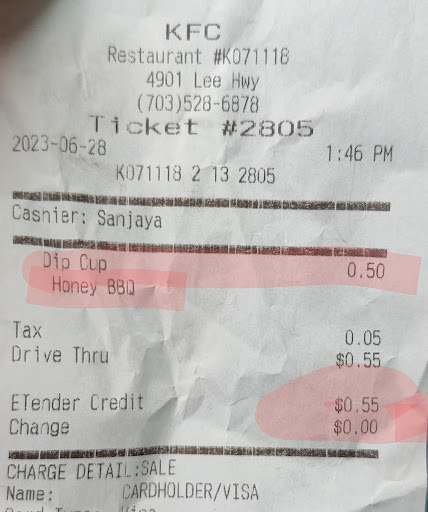 KFC
Restaurant #K071118
4901 Lee Hwy
(703)528-6878
Ticket #2805
2023-06-28 1:46 PM
K071118 2 13 2805
Cashier: Sanjaya
Dip Cup 0.50
Honey BBQ
Tax 0.05
Drive Thru $0.55
ETender Credit $0.55
Change $0.00
CHARGE DETAIL:SALE
Name: CARDHOLDER/VISA